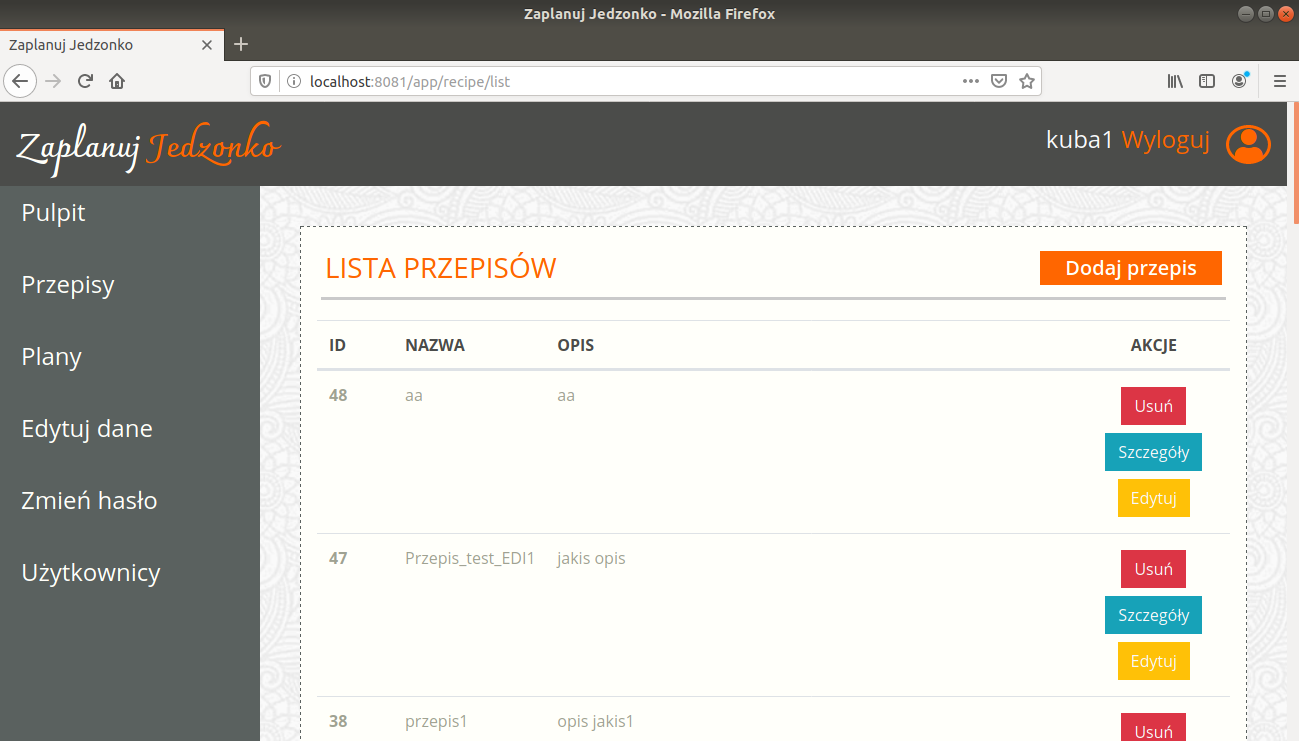 Zaplanuj Jedzonko - Mozilla Firefox
Zaplanuj Jedzonko
localhost:8081/app/recipe/list
Zaplanuj Jedzonko
kuba1 Wyloguj
Pulpit
Przepisy
Plany
Edytuj dane
Zmień hasło
Użytkownicy
LISTA PRZEPISÓW
Dodaj przepis
ID NAZWA OPIS AKCJE
48 aa aa
Usuń
Szczegóły
Edytuj
47 Przepis_test_EDI1 jakis opis
Usuń
Szczegóły
Edytuj
38 przepis1 opis jakis1
Usuń